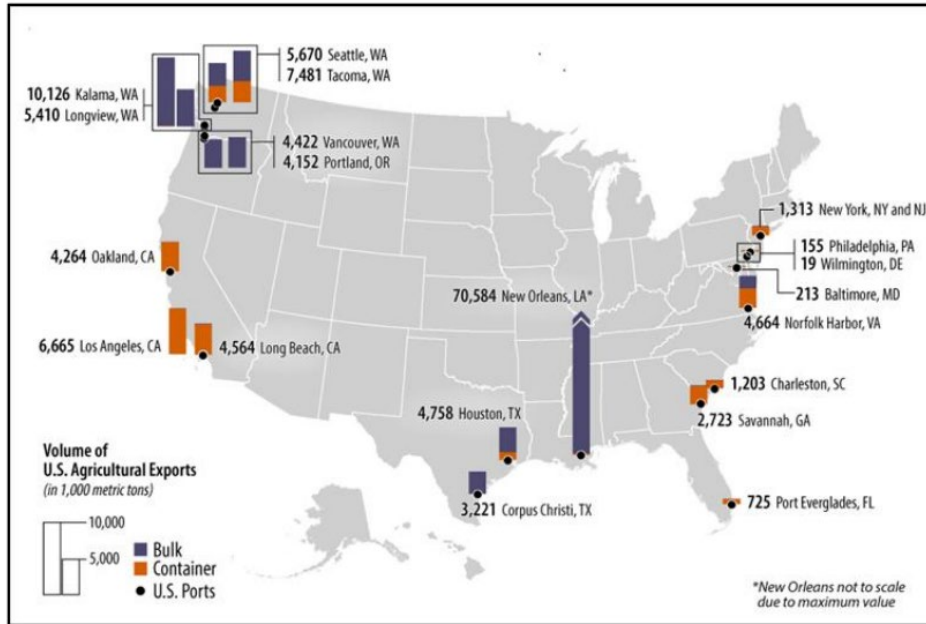 5,670 Seattle, WA
7,481 Tacoma, WA
10,126 Kalama, WA
5,410 Longview, WA
4,422 Vancouver, WA
4,152 Portland, OR
1,313 New York, NY and NJ
155 Philadelphia, PA
19 Wilmington, DE
4,264 Oakland, CA
70,584 New Orleans, LA*
213 Baltimore, MD
4,664 Norfolk Harbor, VA
6,665 Los Angeles, CA
4,564 Long Beach, CA
1,203 Charleston, SC
4,758 Houston, TX
2,723 Savannah, GA
Volume of
U.S. Agricultural Exports
(in 1,000 metric tons)
725 Port Everglades, FL
3,221 Corpus Christi, TX
10,000
5,000
Bulk
Container
U.S. Ports
*New Orleans not to scale
due to maximum value